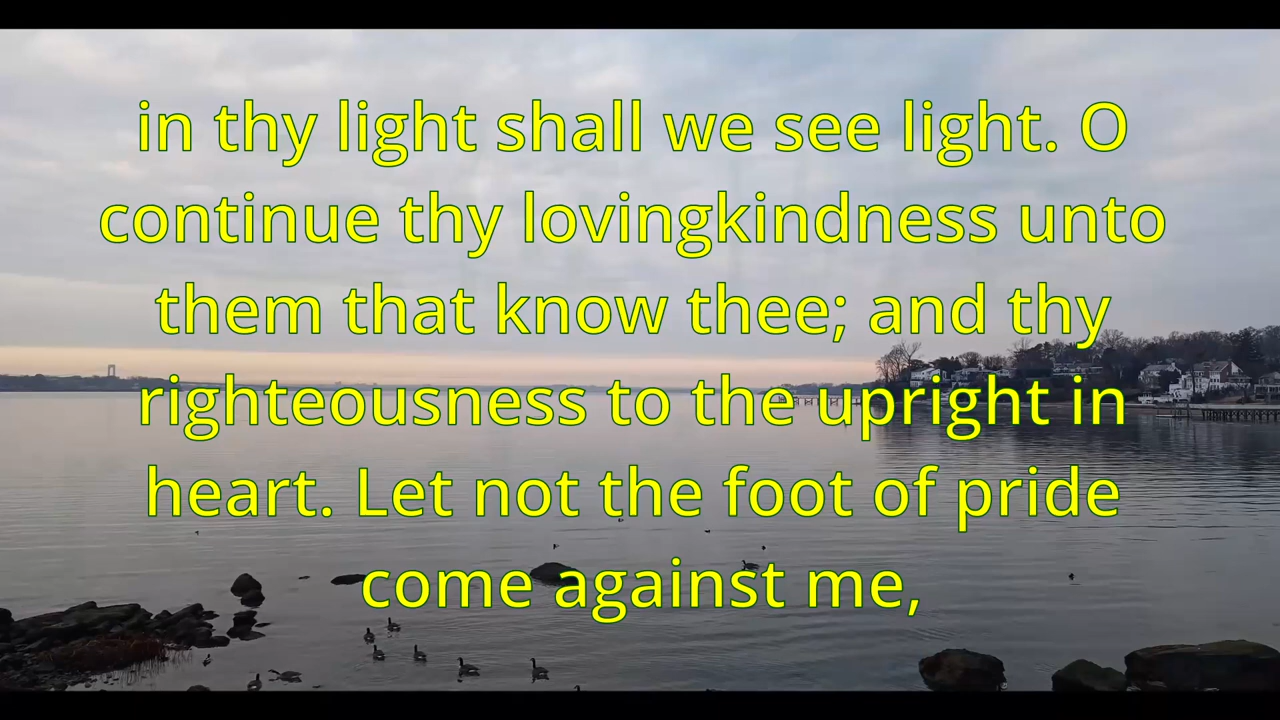 in thy light shall we see light. O
continue thy lovingkindness unto
them that know thee; and thy
righteousness to the upright in
heart. Let not the foot of pride
come against me,